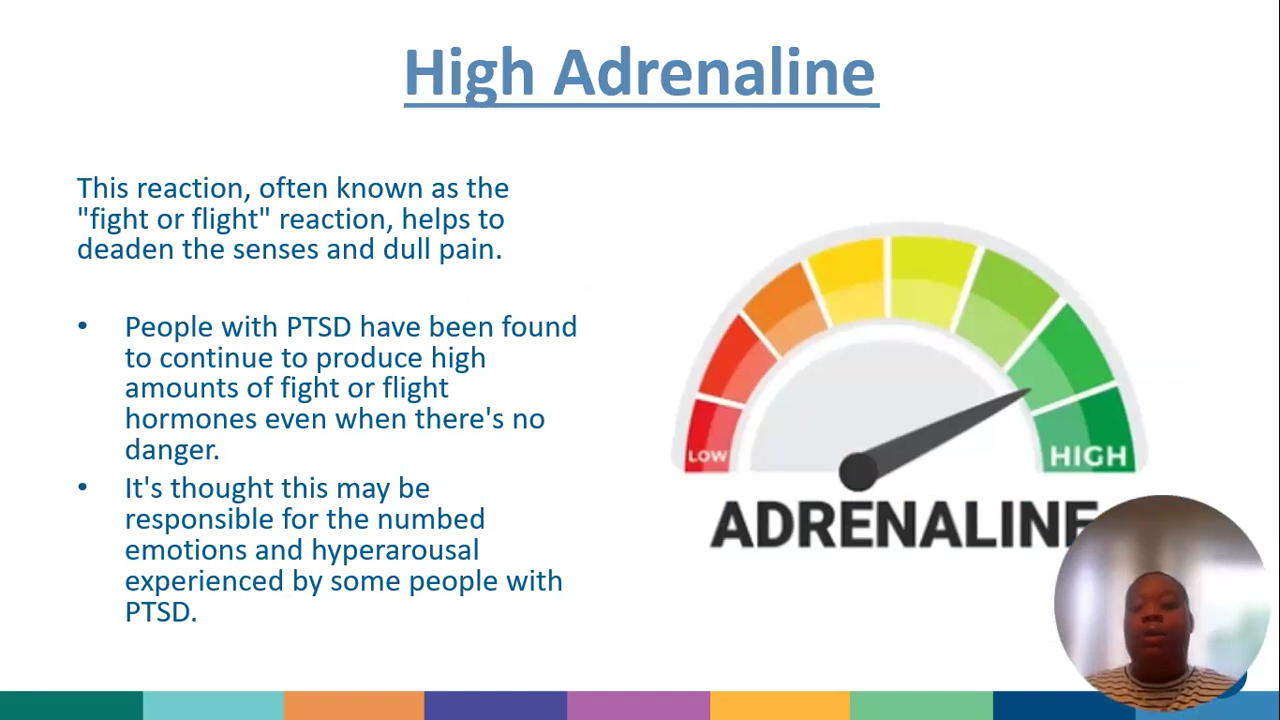 High Adrenaline
This reaction, often known as the
"fight or flight" reaction, helps to
deaden the senses and dull pain.
• People with PTSD have been found
to continue to produce high
amounts of fight or flight
hormones even when there's no
danger.
• It's thought this may be
responsible for the numbed
emotions and hyperarousal
experienced by some people with
PTSD.
LOW
HIGH
ADRENALINE